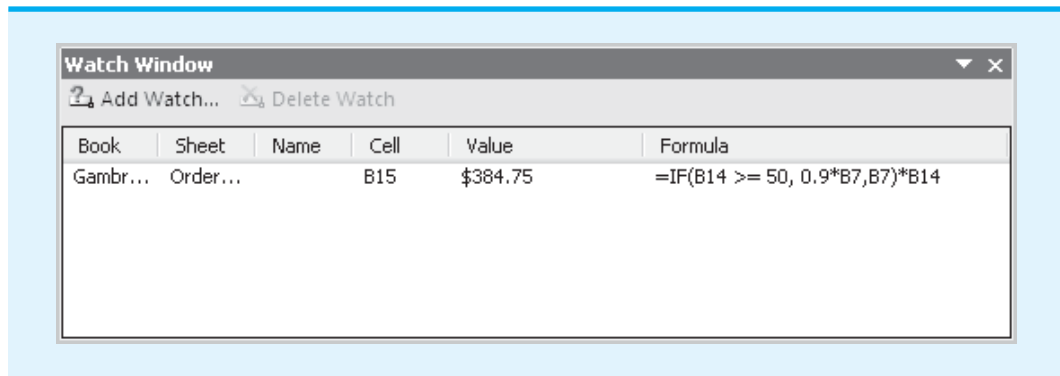 Watch Window
Add Watch... Delete Watch
Book Sheet Name Cell Value Formula
Gambr... Order... B15 $384.75 =IF(B14 >= 50, 0.9*B7,B7)*B14